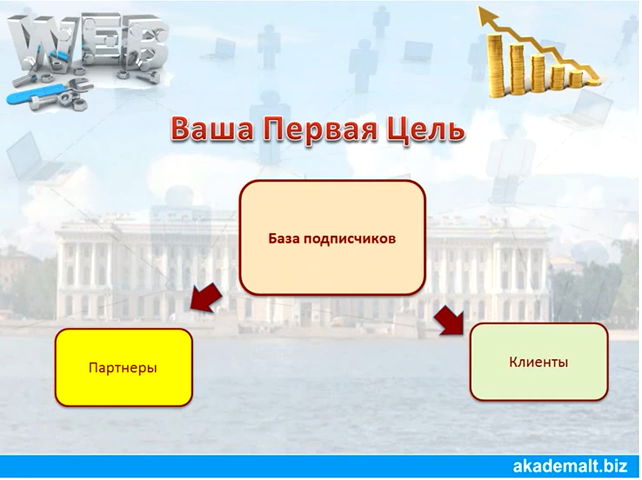 WEB
Ваша Первая Цель
База подписчиков
Партнеры
Клиенты
akademalt.biz